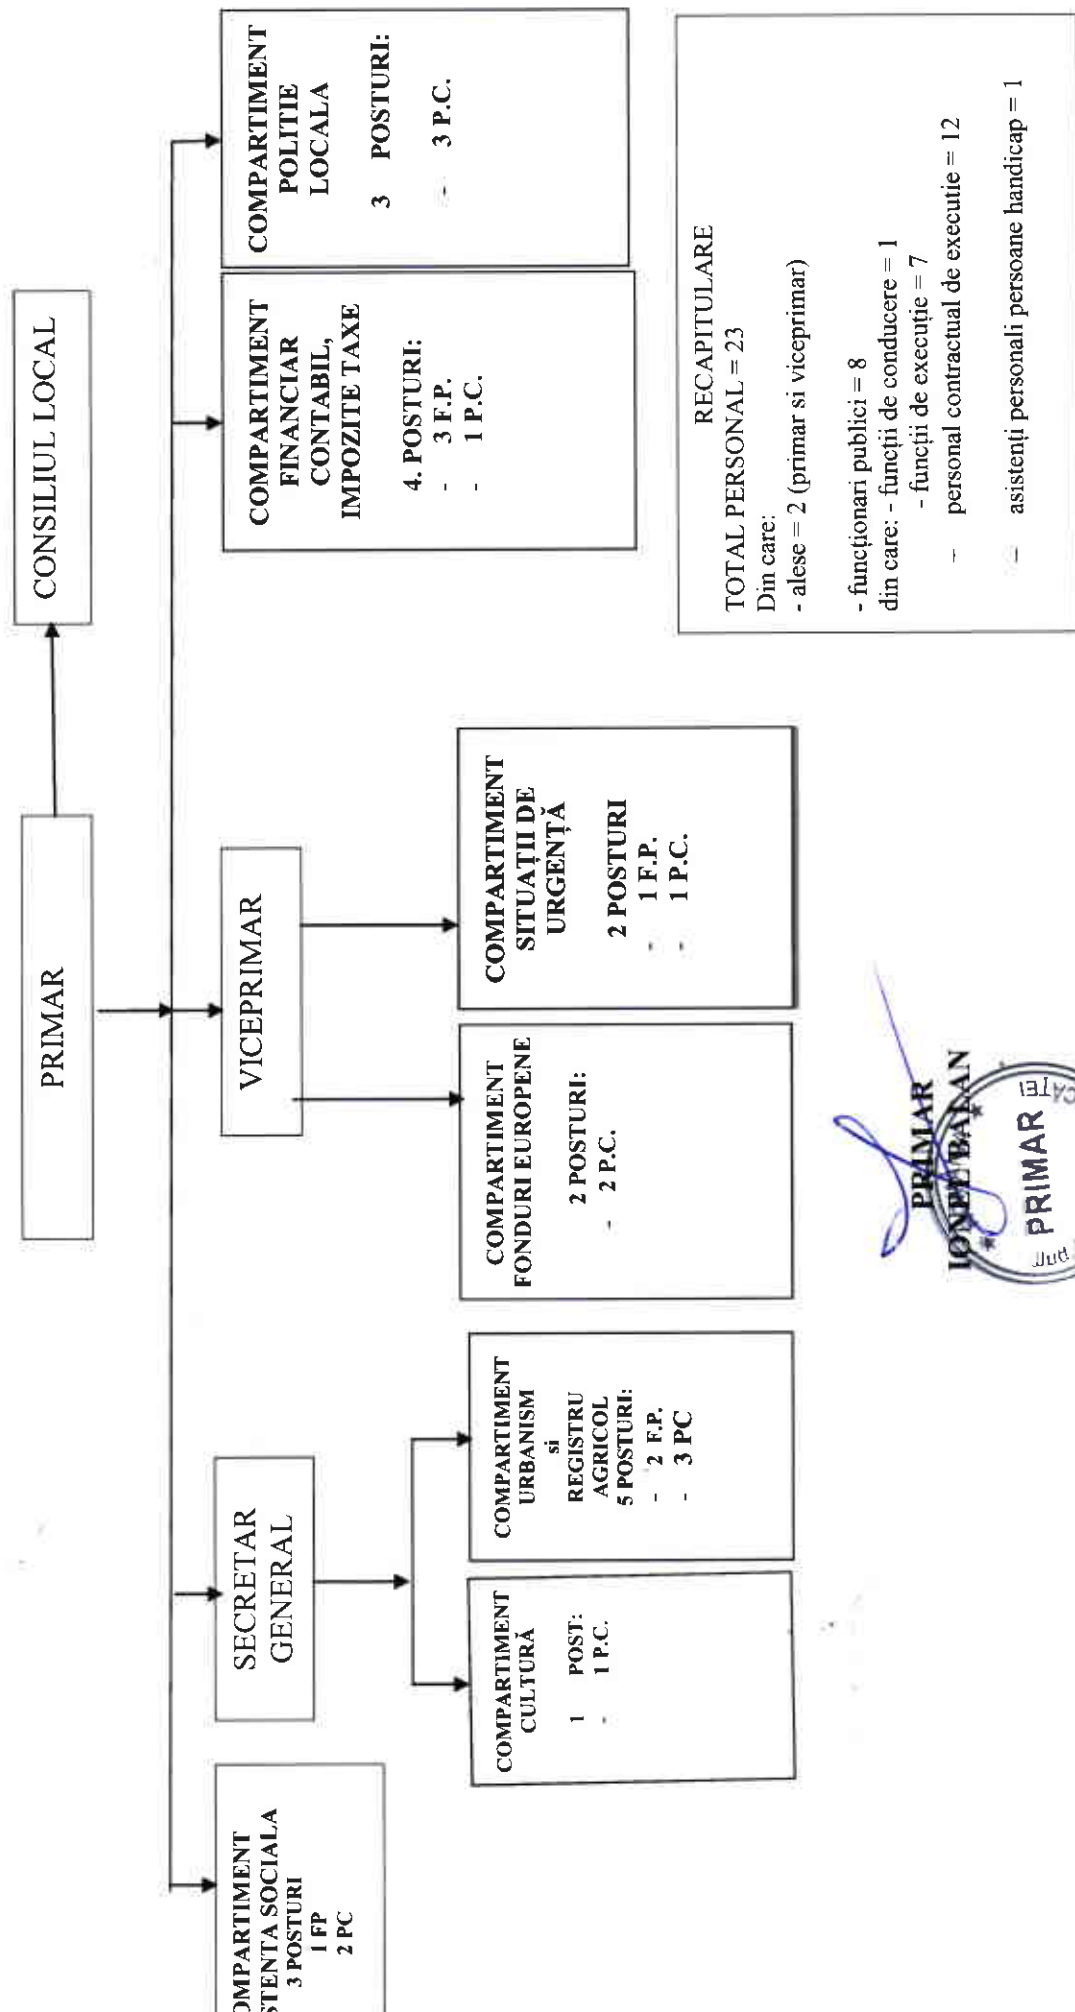 PRIMAR
CONSILIUL LOCAL
COMPARTIMENT
SOCIALA
3 POSTURI
1 FP
2 PC
SECRETAR
GENERAL
VICEPRIMAR
COMPARTIMENT
FINANCIAR
CONTABIL,
IMPOZITE TAXE
4. POSTURI:
- 3 F.P.
- 1 P.C.
COMPARTIMENT
POLITIE
LOCALA
3 POSTURI:
- 3 P.C.
COMPARTIMENT
CULTURĂ
1 POST:
- 1 P.C.
COMPARTIMENT
URBANISM
si
REGISTRU
AGRICOL
5 POSTURI:
- 2 F.P.
- 3 PC
COMPARTIMENT
FONDURI EUROPENE
2 POSTURI:
- 2 P.C.
COMPARTIMENT
SITUAȚII DE
URGENȚĂ
2 POSTURI
- 1 F.P.
- 1 P.C.
RECAPITULARE
TOTAL PERSONAL = 23
Din care:
- alese = 2 (primar si viceprimar)
- funcționari publici = 8
din care: - funcții de conducere = 1
- funcții de execuție = 7
– personal contractual de executie = 12
– asistenți personali persoane handicap = 1
PRIMAR
IONEL BALAN
PRIMAR